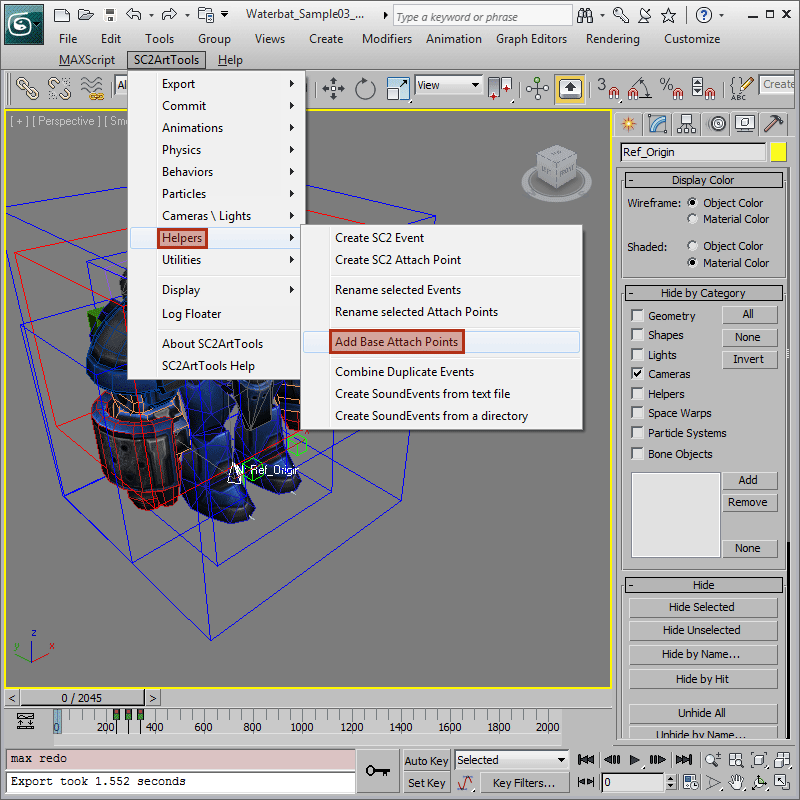 Waterbat_Sample03_...
Type a keyword or phrase
File Edit Tools Group Views Create Modifiers Animation Graph Editors Rendering Customize
MAXScript SC2ArtTools Help
Al
View
3
%
ABC
Create
[ + ] [ Perspective ] [ Smo
Export
Commit
Animations
Physics
Behaviors
Particles
Cameras \ Lights
Helpers
Utilities
Display
Log Floater
About SC2ArtTools
SC2ArtTools Help
Create SC2 Event
Create SC2 Attach Point
Rename selected Events
Rename selected Attach Points
Add Base Attach Points
Combine Duplicate Events
Create SoundEvents from text file
Create SoundEvents from a directory
Ref_Origin
z
y
x
Ref_Origin
- Display Color
Wireframe: Object Color
Material Color
Shaded: Object Color
Material Color
- Hide by Category
Geometry All
Shapes
None
Lights
Invert
Cameras
Helpers
Space Warps
Particle Systems
Bone Objects
Add
Remove
None
- Hide
Hide Selected
Hide Unselected
Hide by Name...
Hide by Hit
Unhide All
Unhide by Name...
< 0 / 2045 >
0 200 400 600 800 1000 1200 1400 1600 1800 2000
max redo
Export took 1.552 seconds
Auto Key Selected
Set Key Key Filters...
0